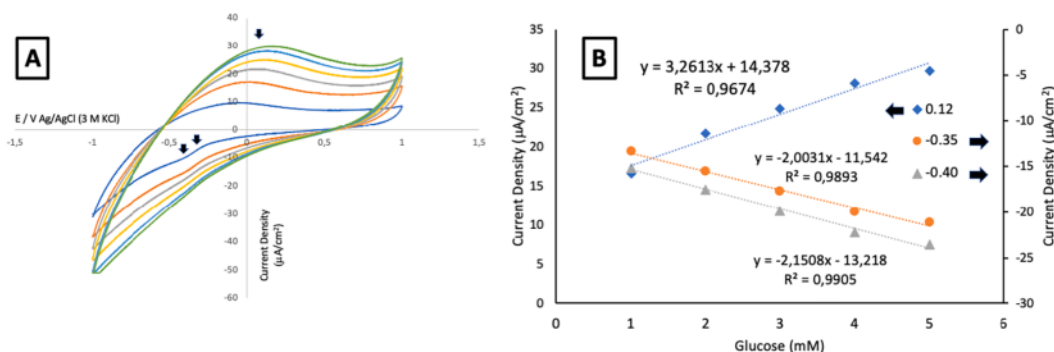 A
40
30
20
10
0
-10
-20
-30
-40
-50
-60
-1,5
-1
-0,5
0
0,5
1
1,5
E / V Ag/AgCl (3 M KCl)
Current Density
(µA/cm²)
B
35
30
25
20
15
10
5
0
Current Density (µA/cm²)
y = 3,2613x + 14,378
R² = 0,9674
y = -2,0031x - 11,542
R² = 0,9893
y = -2,1508x - 13,218
R² = 0,9905
0.12
-0.35
-0.40
0
-5
-10
-15
-20
-25
-30
Current Density (µA/cm²)
0 1 2 3 4 5 6
Glucose (mM)